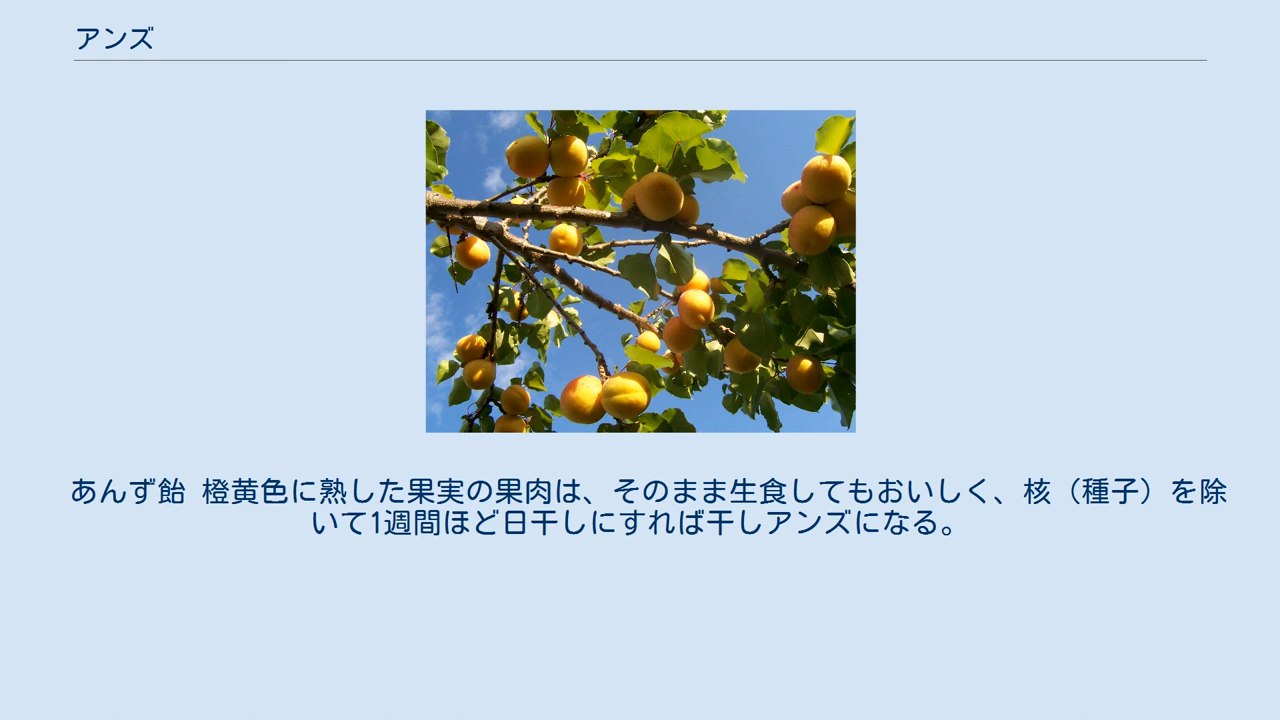 アンズ
あんず飴 橙黄色に熟した果実の果肉は、そのまま生食してもおいしく、核（種子）を除
いて1週間ほど日干しにすれば干しアンズになる。